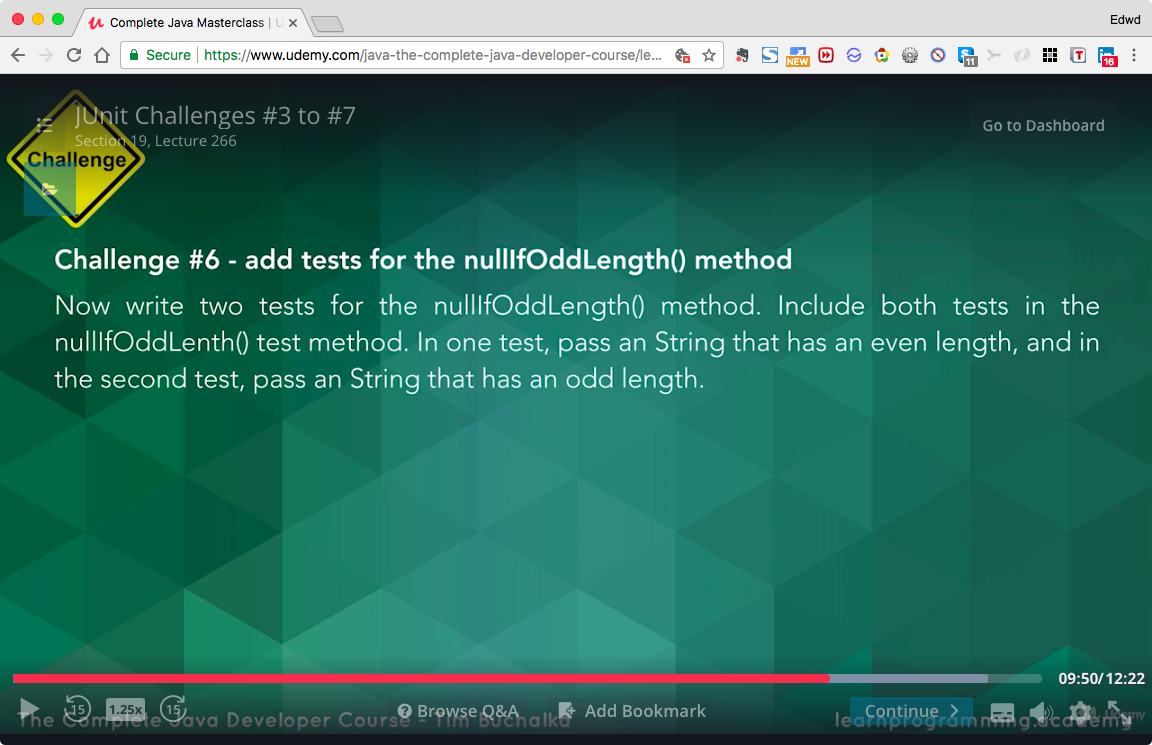 Complete Java Masterclass | U
Edwd
Secure
https://www.udemy.com/java-the-complete-java-developer-course/le...
NEW
11
T
16
JUnit Challenges #3 to #7
Section 19, Lecture 266
Go to Dashboard
Challenge
Challenge #6 - add tests for the nullIfOddLength() method
Now write two tests for the nullIfOddLength() method. Include both tests in the
nullIfOddLenth() test method. In one test, pass an String that has an even length, and in
the second test, pass an String that has an odd length.
09:50/12:22
15
1.25x
15
Browse Q&A
Add Bookmark
Continue
The Complete Java Developer Course - Tim Buchalka
learnprogramming.academy
Udemy